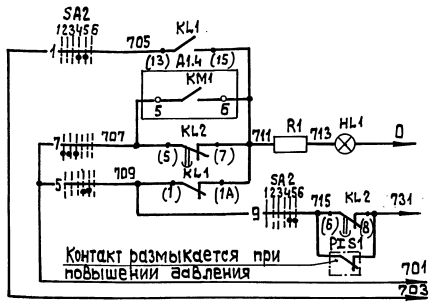 SA2
123456
1
705
KL1
(13)
Д1.4
(15)
KM1
5
6
7
707
KL2
(5)
(7)
711
R1
713
HL1
0
5
709
KL1
(1)
(1А)
SA2
123456
9
715
KL2
731
(6)
(8)
PIS1
Контакт размыкается при
повышении давления
701
703